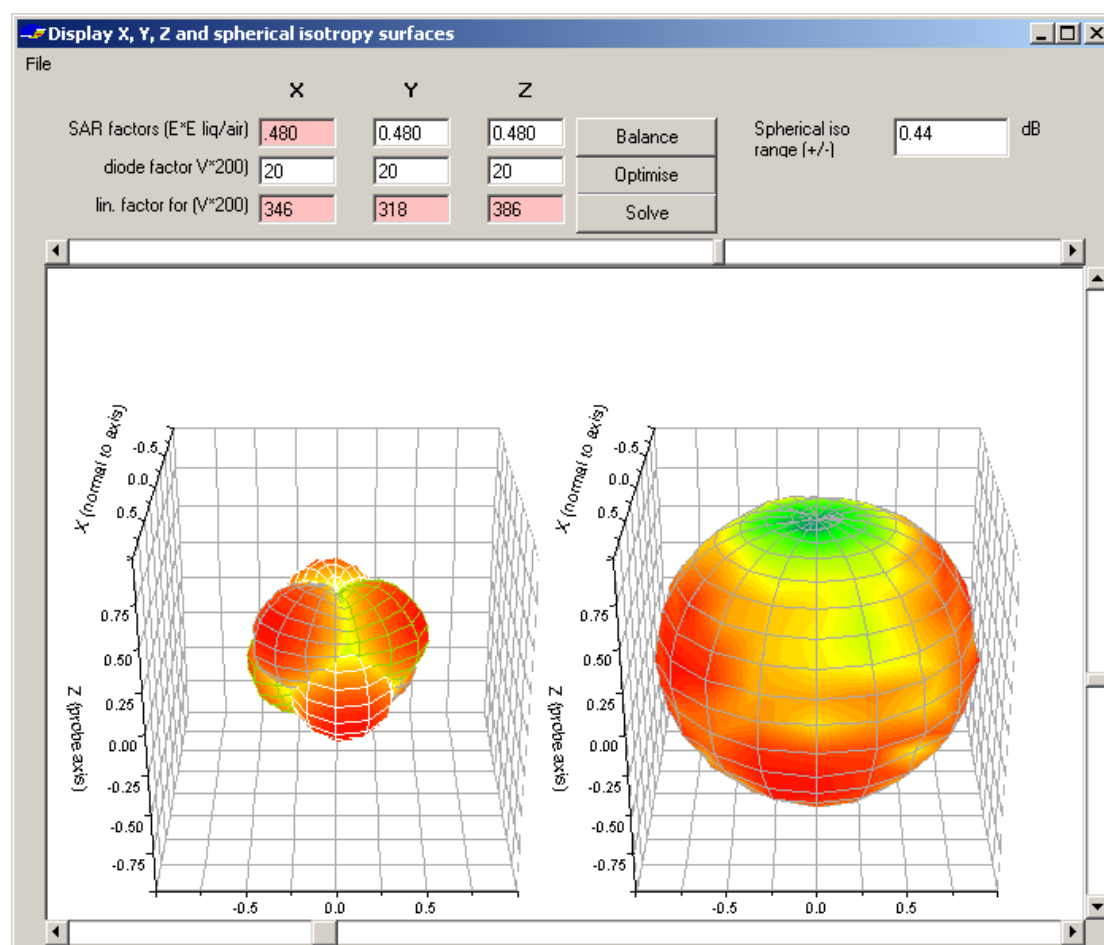 Display X, Y, Z and spherical isotropy surfaces
File
X Y Z
SAR factors (E*E liq/air) .480 0.480 0.480 Balance Spherical iso range (+/-) 0.44 dB
diode factor V*200) 20 20 20 Optimise
lin. factor for (V*200) 346 318 386 Solve
X (normal to axis) -0.5 0.0 0.5
Z (probe axis) 0.75 0.50 0.25 0.00 -0.25 -0.50 -0.75
-0.5 0.0 0.5
X (normal to axis) -0.5 0.0 0.5
Z (probe axis) 0.75 0.50 0.25 0.00 -0.25 -0.50 -0.75
-0.5 0.0 0.5